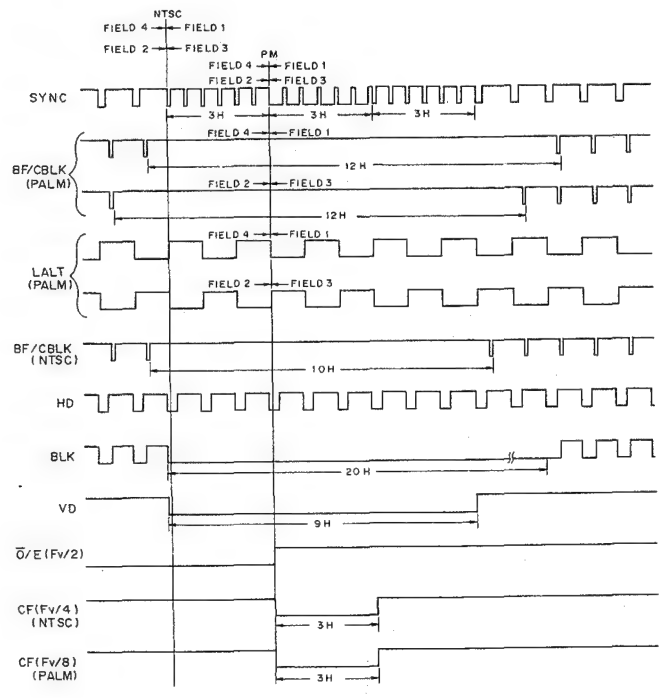 NTSC
FIELD 4 FIELD 1
FIELD 2 FIELD 3
PM
FIELD 4 FIELD 1
FIELD 2 FIELD 3
SYNC
3H 3H 3H
FIELD 4 FIELD 1
BF/CBLK
(PALM)
12H
FIELD 2 FIELD 3
12H
FIELD 4 FIELD 1
LALT
(PALM)
FIELD 2 FIELD 3
BF/CBLK
(NTSC)
10H
HD
BLK
20H
VD
9H
O̅/E (Fv/2)
CF(Fv/4)
(NTSC)
3H
CF(Fv/8)
(PALM)
3H